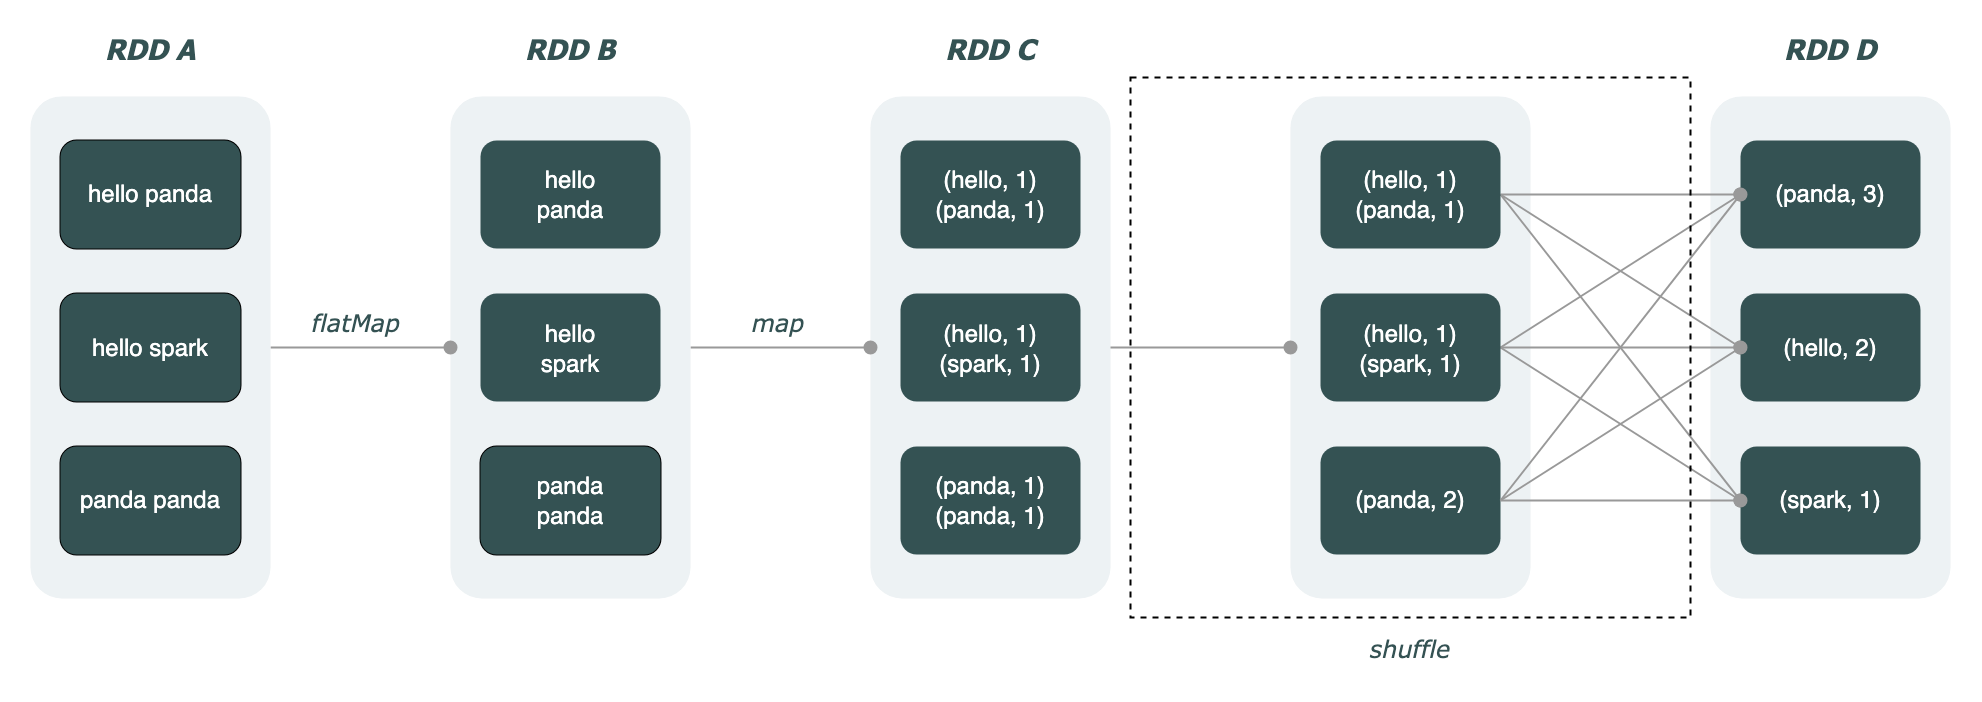 RDD A
hello panda
hello spark
panda panda
flatMap
RDD B
hello
panda
hello
spark
panda
panda
map
RDD C
(hello, 1)
(panda, 1)
(hello, 1)
(spark, 1)
(panda, 1)
(panda, 1)
(hello, 1)
(panda, 1)
(hello, 1)
(spark, 1)
(panda, 2)
shuffle
RDD D
(panda, 3)
(hello, 2)
(spark, 1)